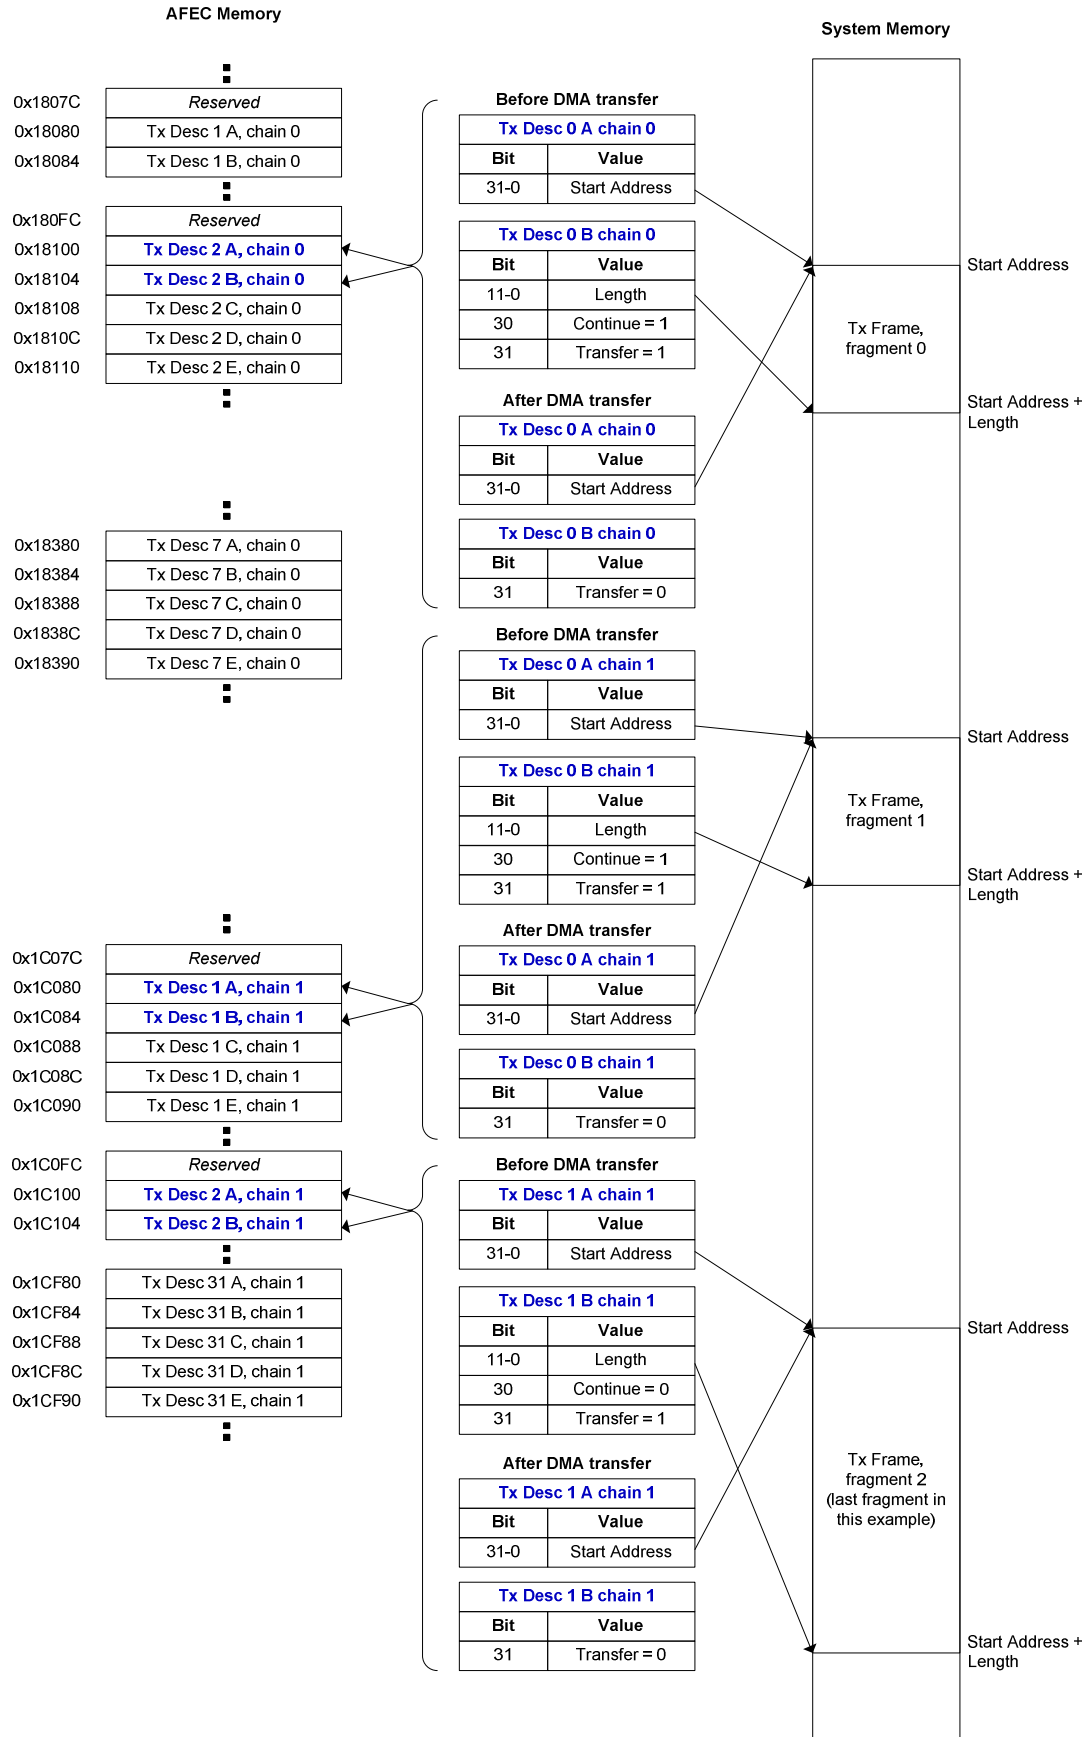 AFEC Memory
0x1807C Reserved
0x18080 Tx Desc 1 A, chain 0
0x18084 Tx Desc 1 B, chain 0
0x180FC Reserved
0x18100 Tx Desc 2 A, chain 0
0x18104 Tx Desc 2 B, chain 0
0x18108 Tx Desc 2 C, chain 0
0x1810C Tx Desc 2 D, chain 0
0x18110 Tx Desc 2 E, chain 0
0x18380 Tx Desc 7 A, chain 0
0x18384 Tx Desc 7 B, chain 0
0x18388 Tx Desc 7 C, chain 0
0x1838C Tx Desc 7 D, chain 0
0x18390 Tx Desc 7 E, chain 0
0x1C07C Reserved
0x1C080 Tx Desc 1 A, chain 1
0x1C084 Tx Desc 1 B, chain 1
0x1C088 Tx Desc 1 C, chain 1
0x1C08C Tx Desc 1 D, chain 1
0x1C090 Tx Desc 1 E, chain 1
0x1C0FC Reserved
0x1C100 Tx Desc 2 A, chain 1
0x1C104 Tx Desc 2 B, chain 1
0x1CF80 Tx Desc 31 A, chain 1
0x1CF84 Tx Desc 31 B, chain 1
0x1CF88 Tx Desc 31 C, chain 1
0x1CF8C Tx Desc 31 D, chain 1
0x1CF90 Tx Desc 31 E, chain 1
Before DMA transfer
Tx Desc 0 A chain 0
Bit Value
31-0 Start Address
Tx Desc 0 B chain 0
Bit Value
11-0 Length
30 Continue = 1
31 Transfer = 1
After DMA transfer
Tx Desc 0 A chain 0
Bit Value
31-0 Start Address
Tx Desc 0 B chain 0
Bit Value
31 Transfer = 0
Before DMA transfer
Tx Desc 0 A chain 1
Bit Value
31-0 Start Address
Tx Desc 0 B chain 1
Bit Value
11-0 Length
30 Continue = 1
31 Transfer = 1
After DMA transfer
Tx Desc 0 A chain 1
Bit Value
31-0 Start Address
Tx Desc 0 B chain 1
Bit Value
31 Transfer = 0
Before DMA transfer
Tx Desc 1 A chain 1
Bit Value
31-0 Start Address
Tx Desc 1 B chain 1
Bit Value
11-0 Length
30 Continue = 0
31 Transfer = 1
After DMA transfer
Tx Desc 1 A chain 1
Bit Value
31-0 Start Address
Tx Desc 1 B chain 1
Bit Value
31 Transfer = 0
System Memory
Start Address
Tx Frame,
fragment 0
Start Address +
Length
Start Address
Tx Frame,
fragment 1
Start Address +
Length
Start Address
Tx Frame,
fragment 2
(last fragment in
this example)
Start Address +
Length